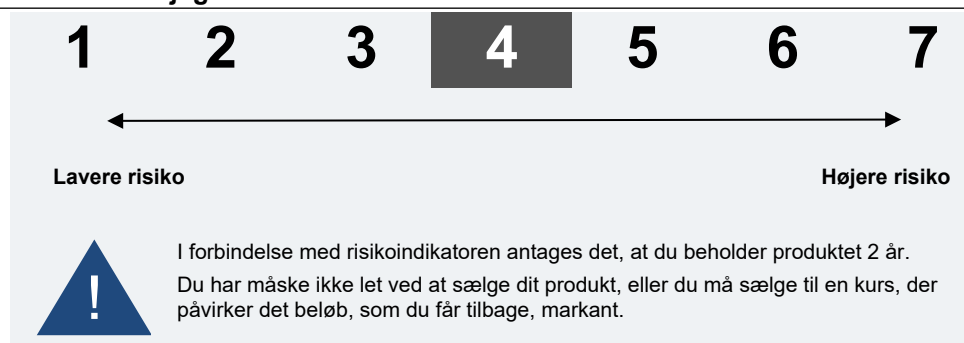 1 2 3 4 5 6 7
Lavere risiko Højere risiko
!
I forbindelse med risikoindikatoren antages det, at du beholder produktet 2 år.
Du har måske ikke let ved at sælge dit produkt, eller du må sælge til en kurs, der
påvirker det beløb, som du får tilbage, markant.